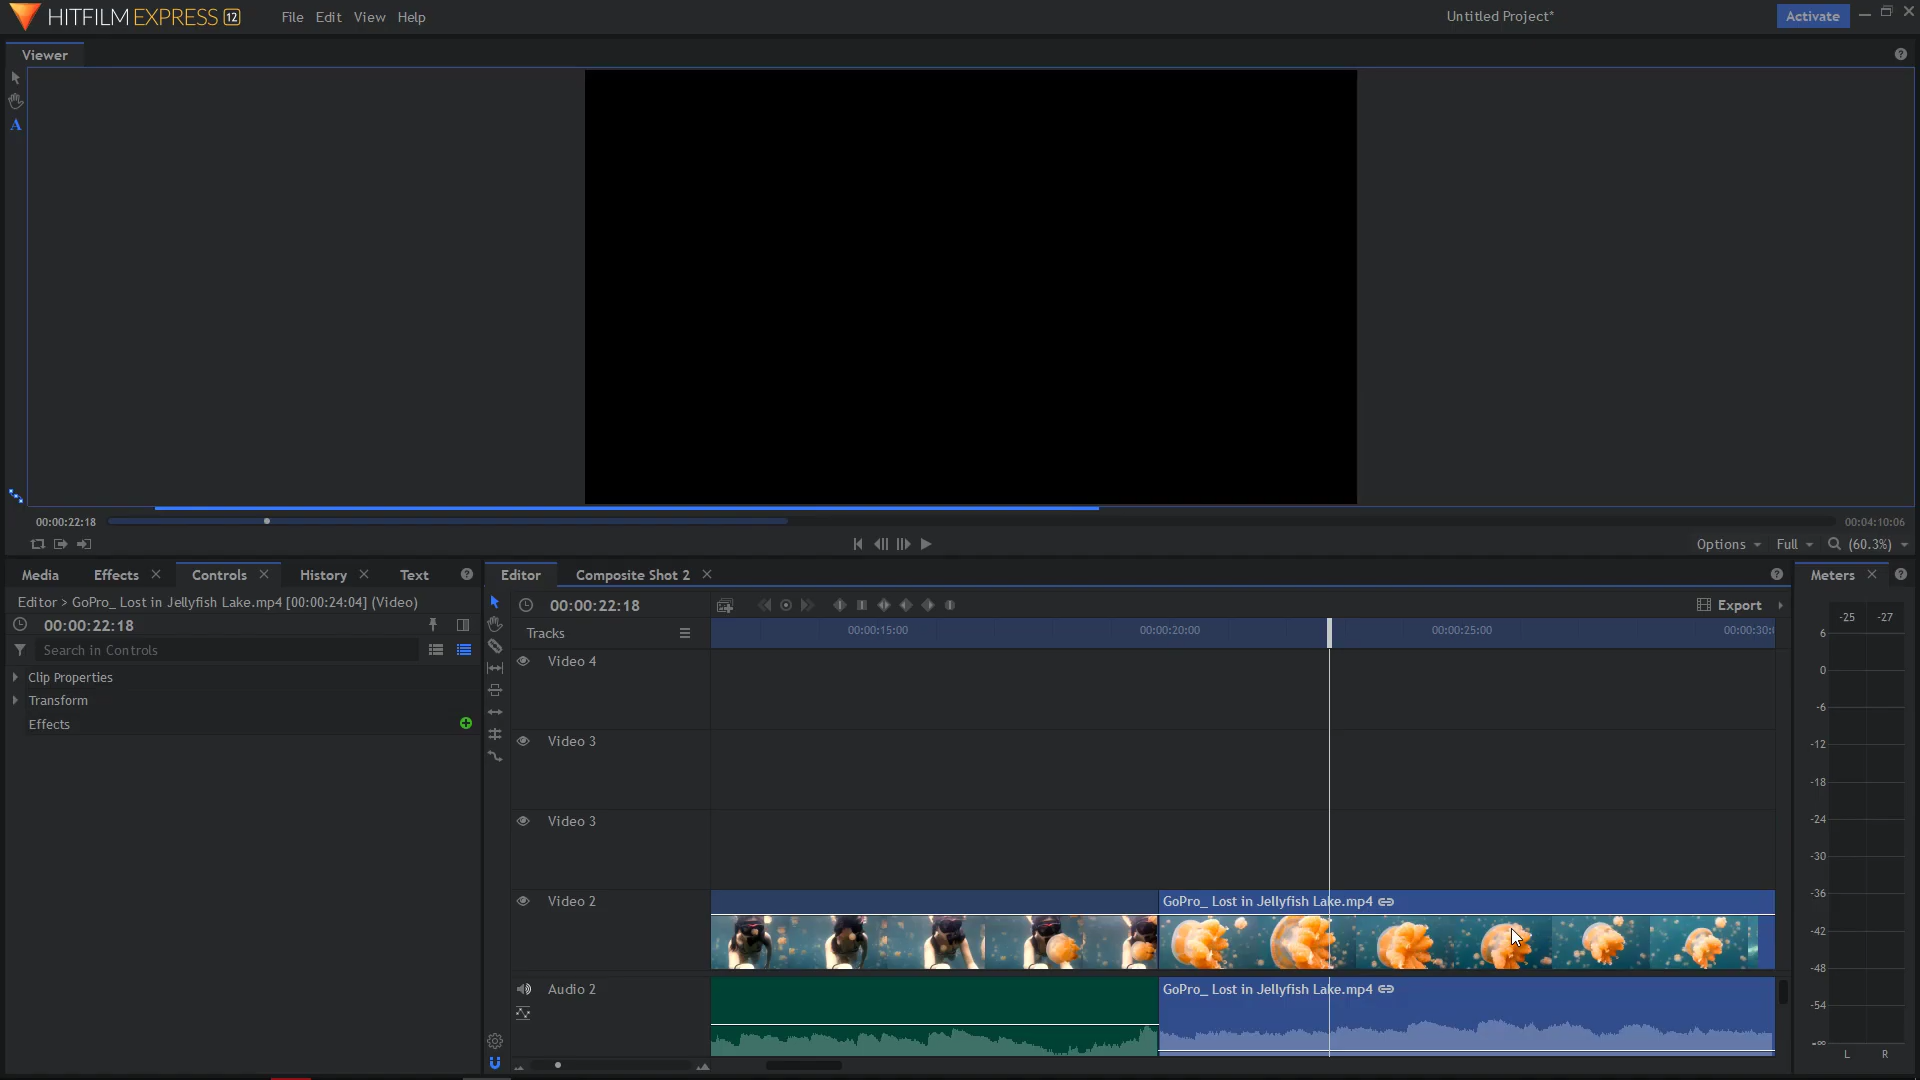 HITFILM EXPRESS 12 File Edit View Help Untitled Project* Activate
Viewer
A
00:00:22:18 00:04:10:06
Options Full (60.3%)
Media Effects Controls History Text
Editor > GoPro_ Lost in Jellyfish Lake.mp4 [00:00:24:04] (Video)
00:00:22:18
Search in Controls
Clip Properties
Transform
Effects
Editor Composite Shot 2
00:00:22:18 Export
Tracks 00:00:15:00 00:00:20:00 00:00:25:00 00:00:30:
Video 4
Video 3
Video 3
Video 2 GoPro_ Lost in Jellyfish Lake.mp4
Audio 2 GoPro_ Lost in Jellyfish Lake.mp4
Meters
-25 -27
6
0
-6
-12
-18
-24
-30
-36
-42
-48
-54
-∞
L R